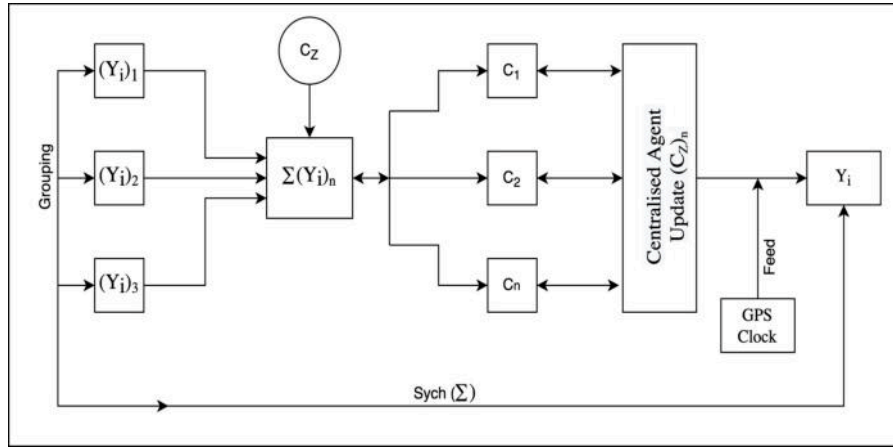 (Yi)1
CZ
C1
Grouping
(Yi)2
Σ(Yi)n
C2
Centralised Agent
Update (CZ)n
Yi
Feed
(Yi)3
Cn
GPS
Clock
Sych (Σ)